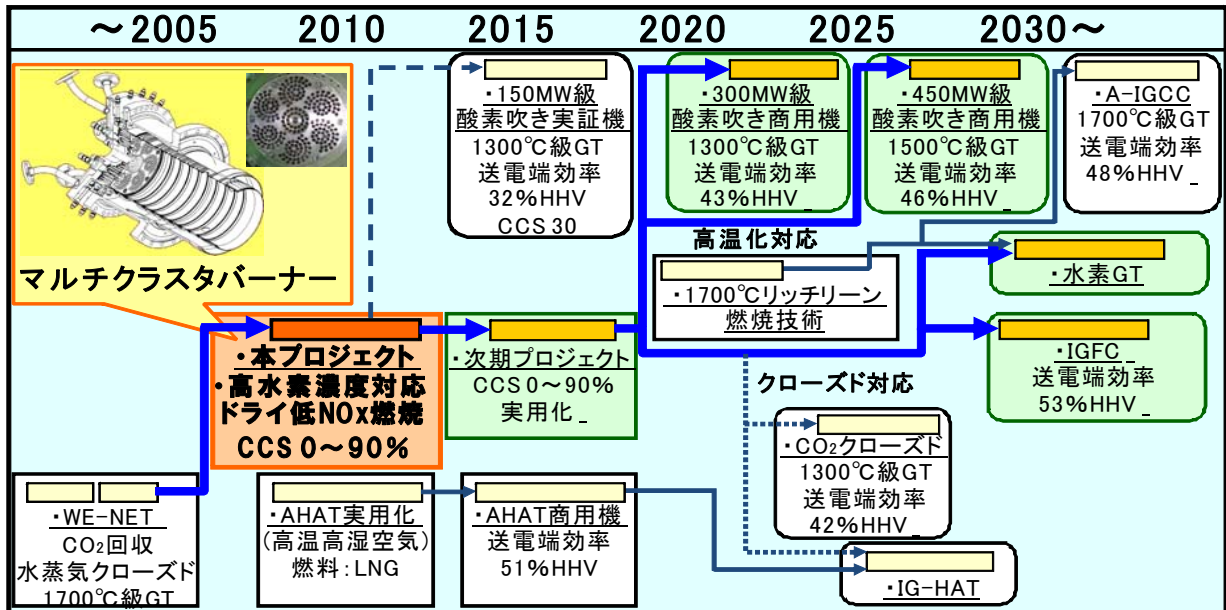 ～2005 2010 2015 2020 2025 2030～
マルチクラスタバーナー
・150MW級
酸素吹き実証機
1300℃級GT
送電端効率
32%HHV
CCS30
・300MW級
酸素吹き商用機
1300℃級GT
送電端効率
43%HHV
・450MW級
酸素吹き商用機
1500℃級GT
送電端効率
46%HHV
・A-IGCC
1700℃級GT
送電端効率
48%HHV
高温化対応
・1700℃リッチリーン
燃焼技術
・水素GT
・本プロジェクト
・高水素濃度対応
ドライ低NOx燃焼
CCS0～90%
・次期プロジェクト
CCS0～90%
実用化
・IGFC
送電端効率
53%HHV
クローズド対応
・CO₂クローズド
1300℃級GT
送電端効率
42%HHV
・WE-NET
CO₂回収
水蒸気クローズド
1700℃級GT
・AHAT実用化
(高温高湿空気)
燃料:LNG
・AHAT商用機
送電端効率
51%HHV
・IG-HAT